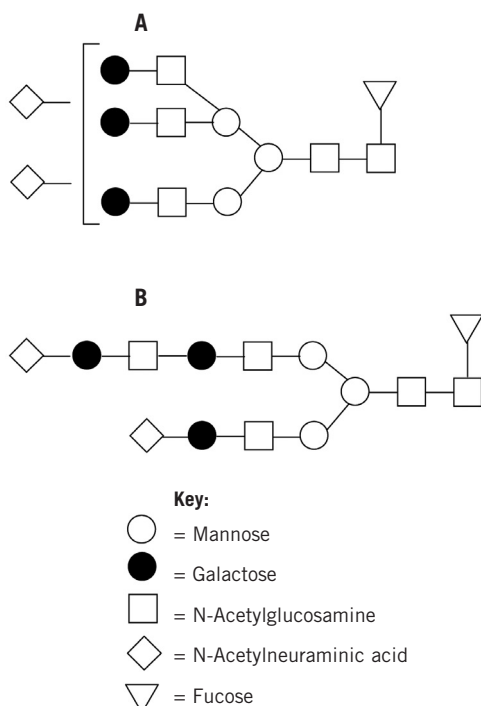 A
B
Key:
= Mannose
= Galactose
= N-Acetylglucosamine
= N-Acetylneuraminic acid
= Fucose